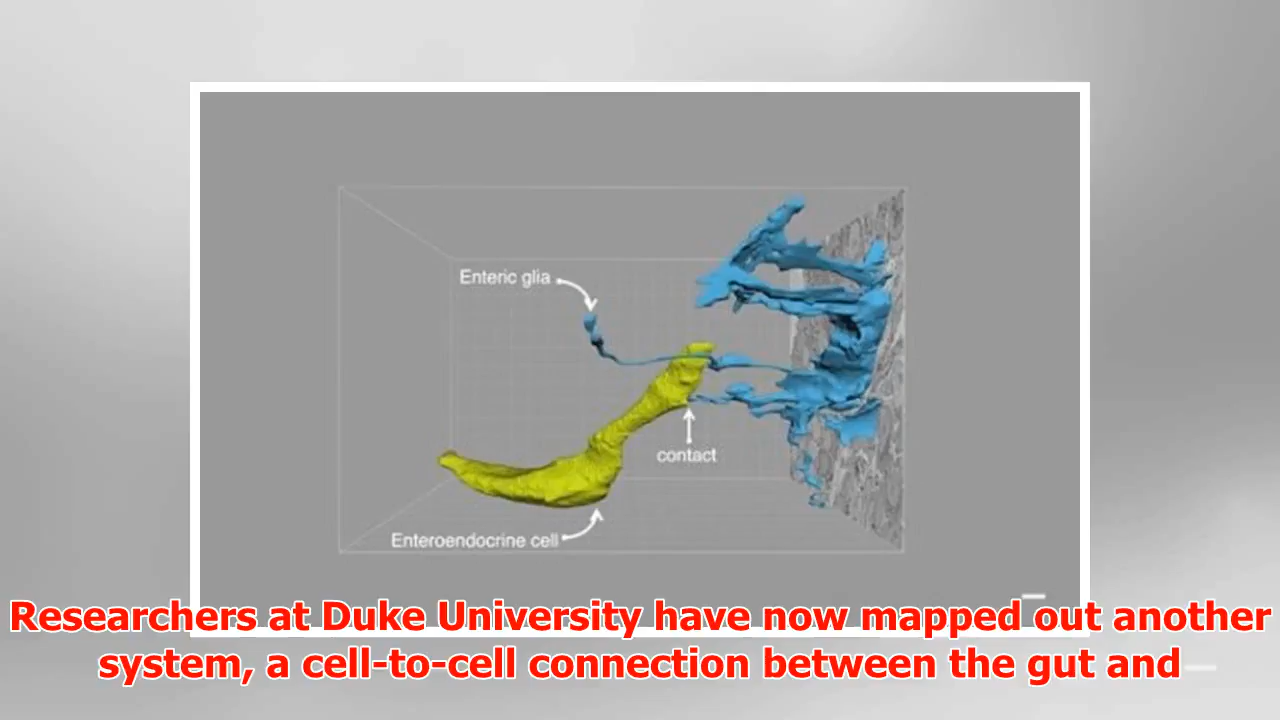 Enteric glia
contact
Enteroendocrine cell
Researchers at Duke University have now mapped out another
system, a cell-to-cell connection between the gut and